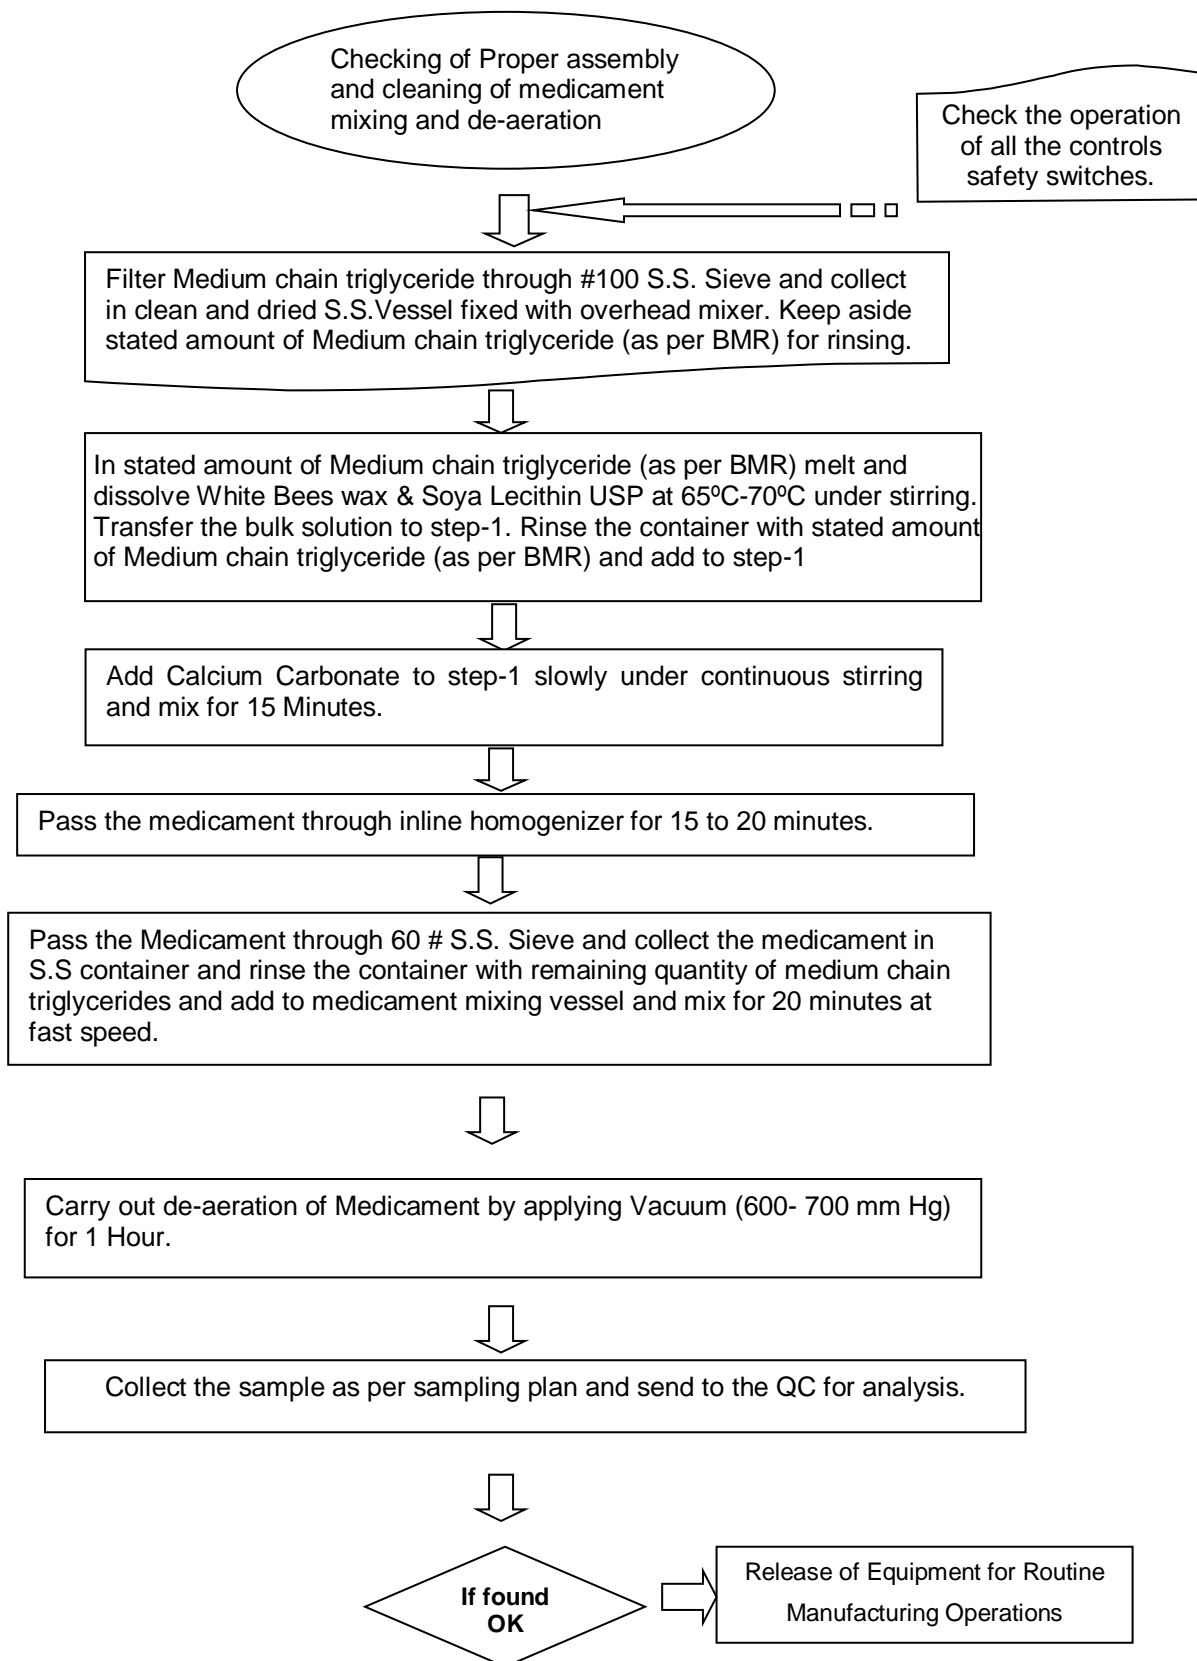 Checking of Proper assembly
and cleaning of medicament
mixing and de-aeration
Check the operation
of all the controls
safety switches.
Filter Medium chain triglyceride through #100 S.S. Sieve and collect
in clean and dried S.S.Vessel fixed with overhead mixer. Keep aside
stated amount of Medium chain triglyceride (as per BMR) for rinsing.
In stated amount of Medium chain triglyceride (as per BMR) melt and
dissolve White Bees wax & Soya Lecithin USP at 65ºC-70ºC under stirring.
Transfer the bulk solution to step-1. Rinse the container with stated amount
of Medium chain triglyceride (as per BMR) and add to step-1
Add Calcium Carbonate to step-1 slowly under continuous stirring
and mix for 15 Minutes.
Pass the medicament through inline homogenizer for 15 to 20 minutes.
Pass the Medicament through 60 # S.S. Sieve and collect the medicament in
S.S container and rinse the container with remaining quantity of medium chain
triglycerides and add to medicament mixing vessel and mix for 20 minutes at
fast speed.
Carry out de-aeration of Medicament by applying Vacuum (600- 700 mm Hg)
for 1 Hour.
Collect the sample as per sampling plan and send to the QC for analysis.
If found
OK
Release of Equipment for Routine
Manufacturing Operations